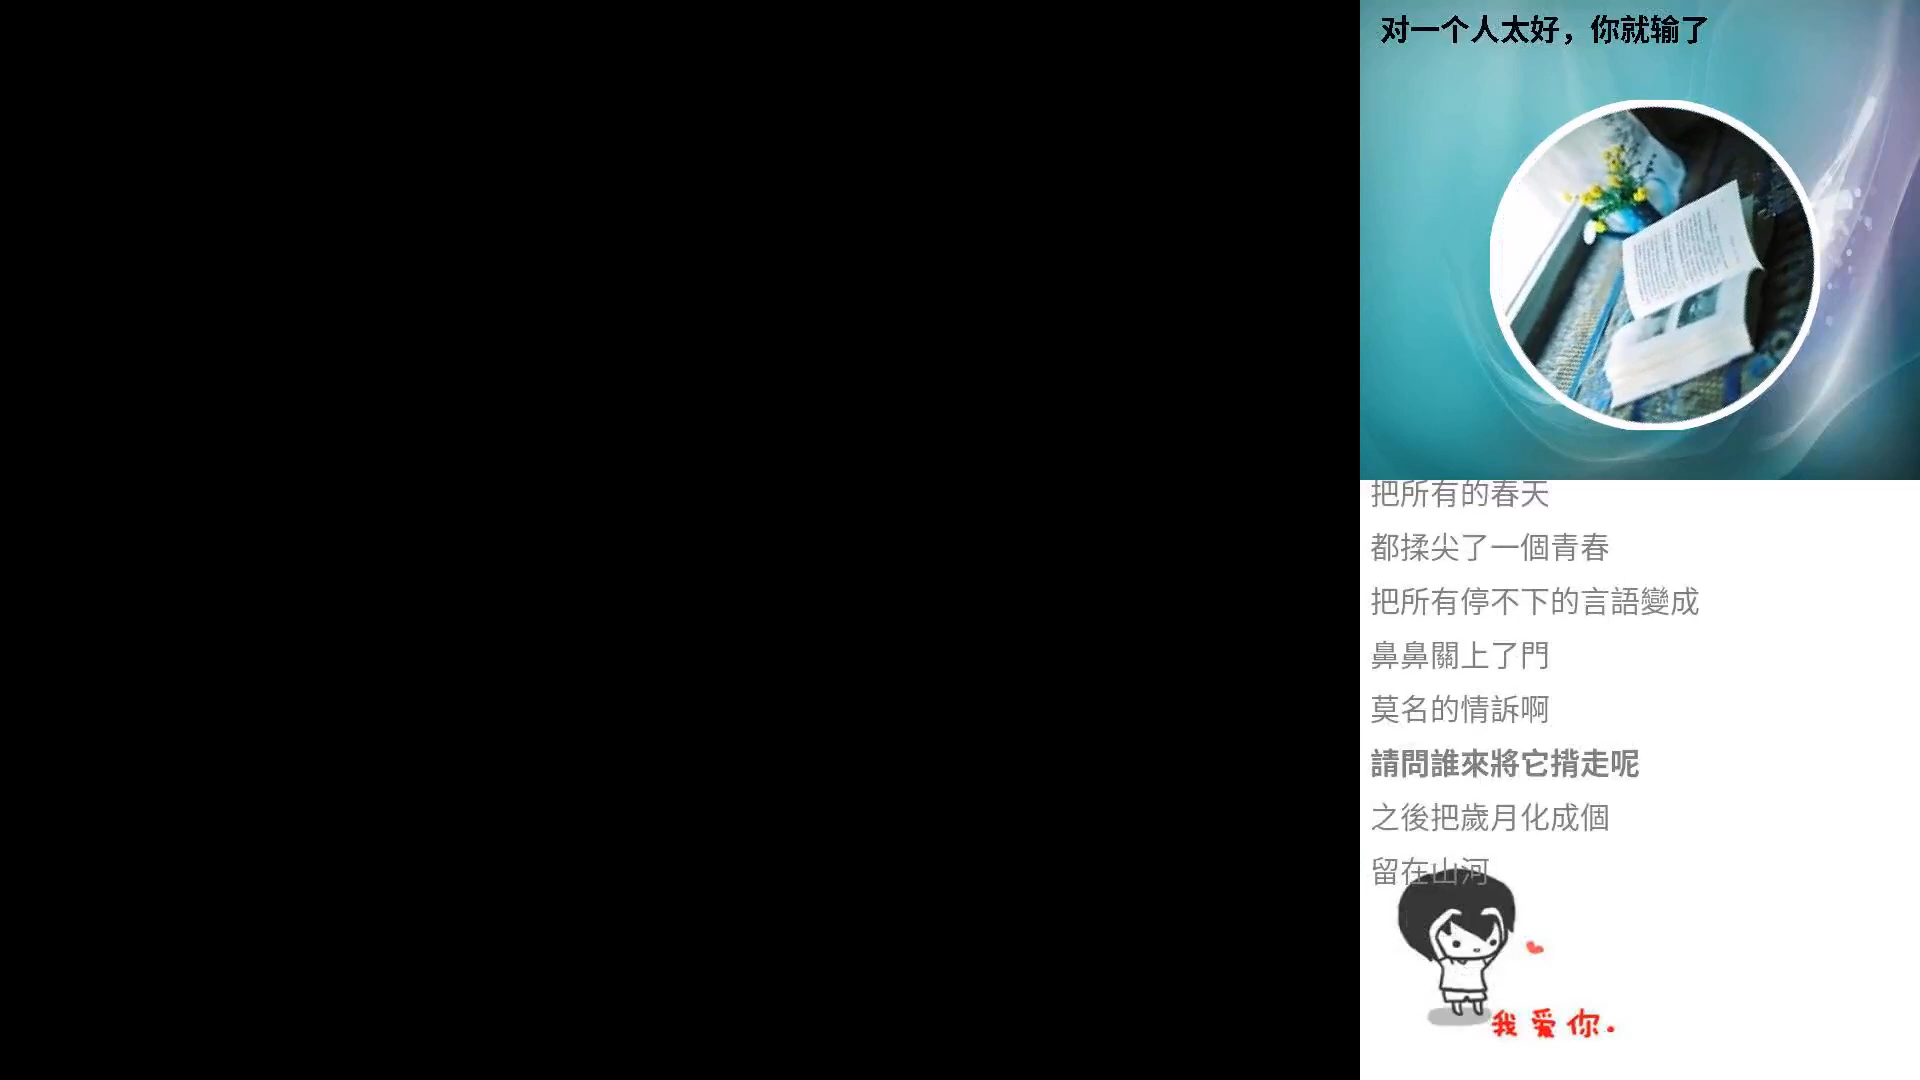 对一个人太好，你就输了
把所有的春天
都揉尖了一個青春
把所有停不下的言語變成
鼻鼻關上了門
莫名的情訴啊
請問誰來將它揹走呢
之後把歲月化成個
留在山河
我爱你.